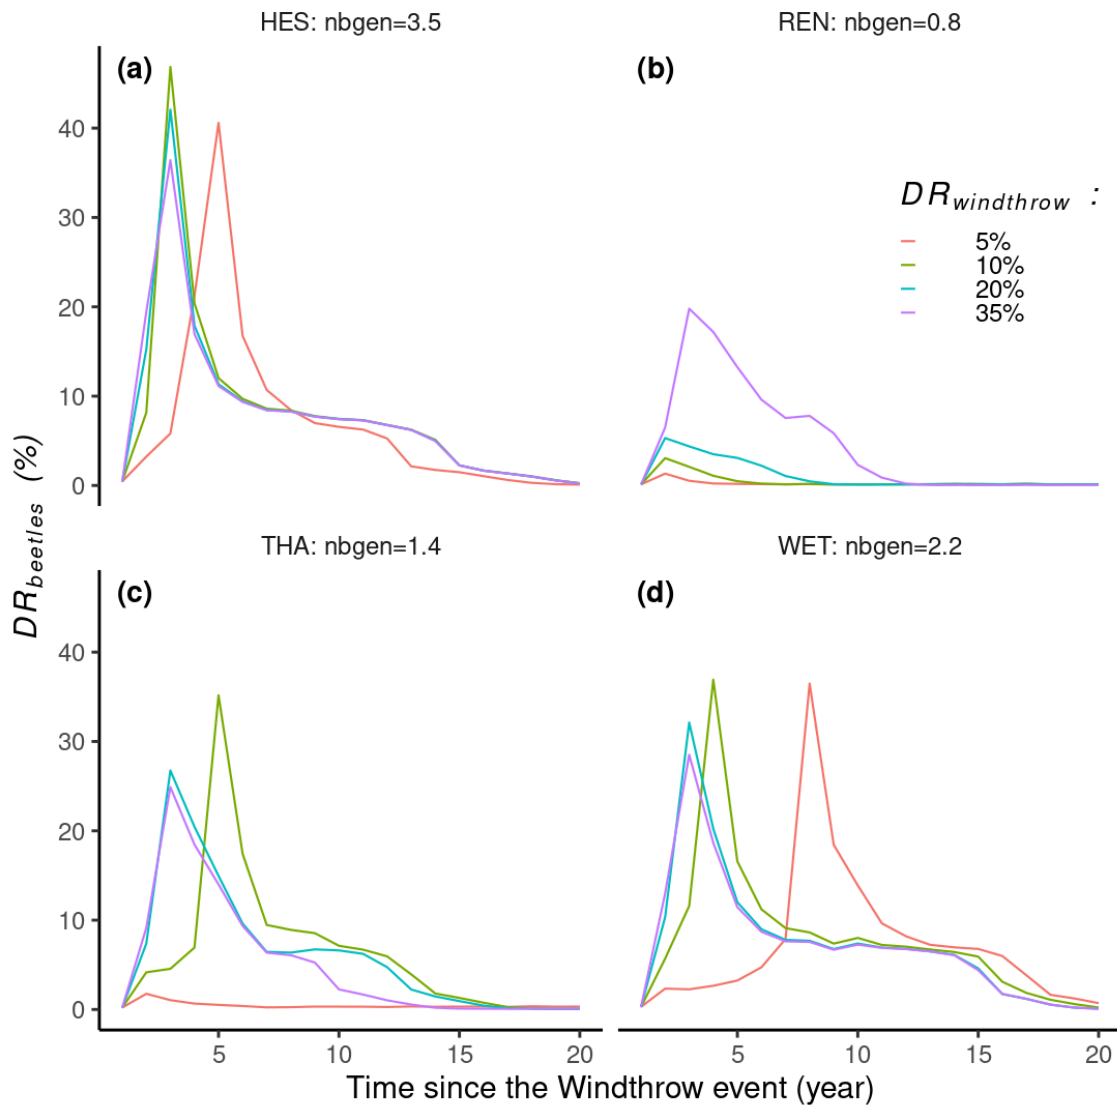 HES: nbgen=3.5
REN: nbgen=0.8
(a)
(b)
40
30
20
10
0
DRwindthrow :
5%
10%
20%
35%
THA: nbgen=1.4
WET: nbgen=2.2
(c)
(d)
40
30
20
10
0
DRbeetles (%)
5
10
15
20
5
10
15
20
Time since the Windthrow event (year)